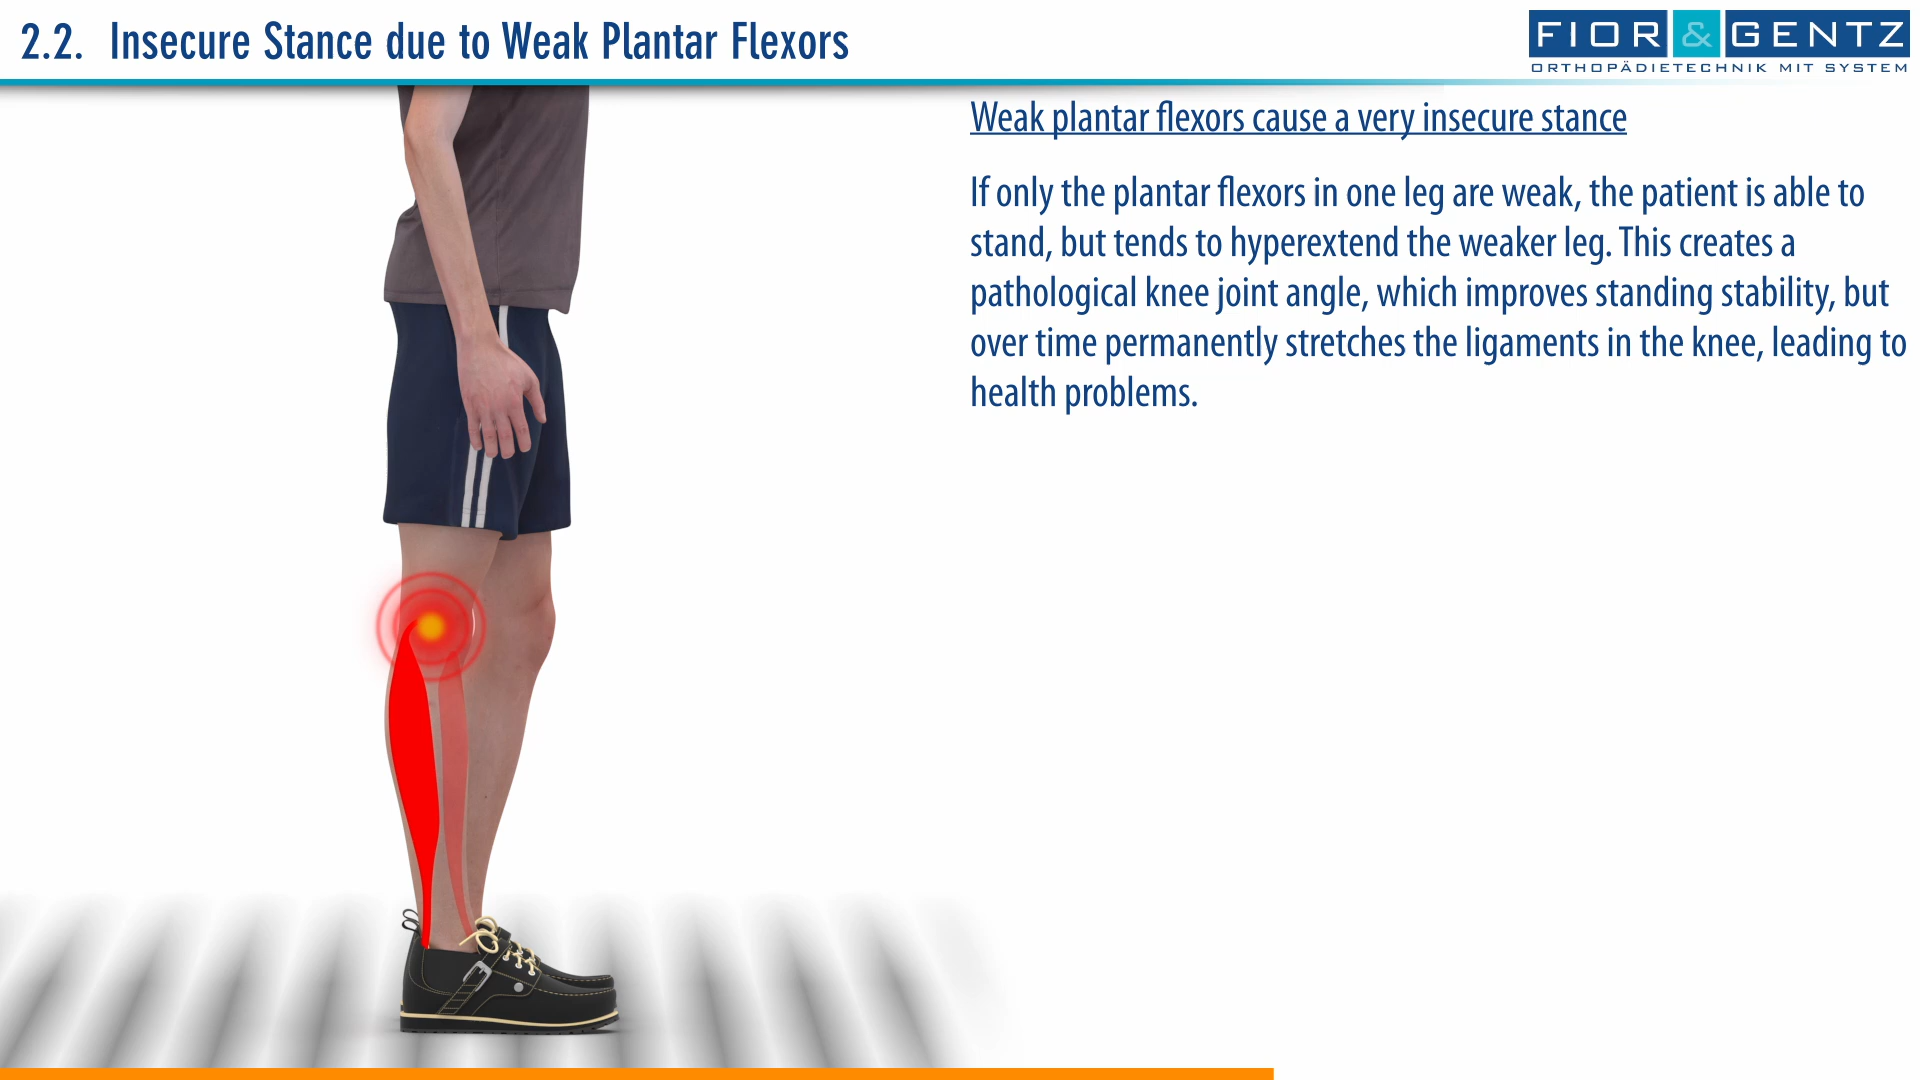 2.2. Insecure Stance due to Weak Plantar Flexors
FIOR & GENTZ
ORTHOPÄDIETECHNIK MIT SYSTEM
Weak plantar flexors cause a very insecure stance
If only the plantar flexors in one leg are weak, the patient is able to
stand, but tends to hyperextend the weaker leg. This creates a
pathological knee joint angle, which improves standing stability, but
over time permanently stretches the ligaments in the knee, leading to
health problems.